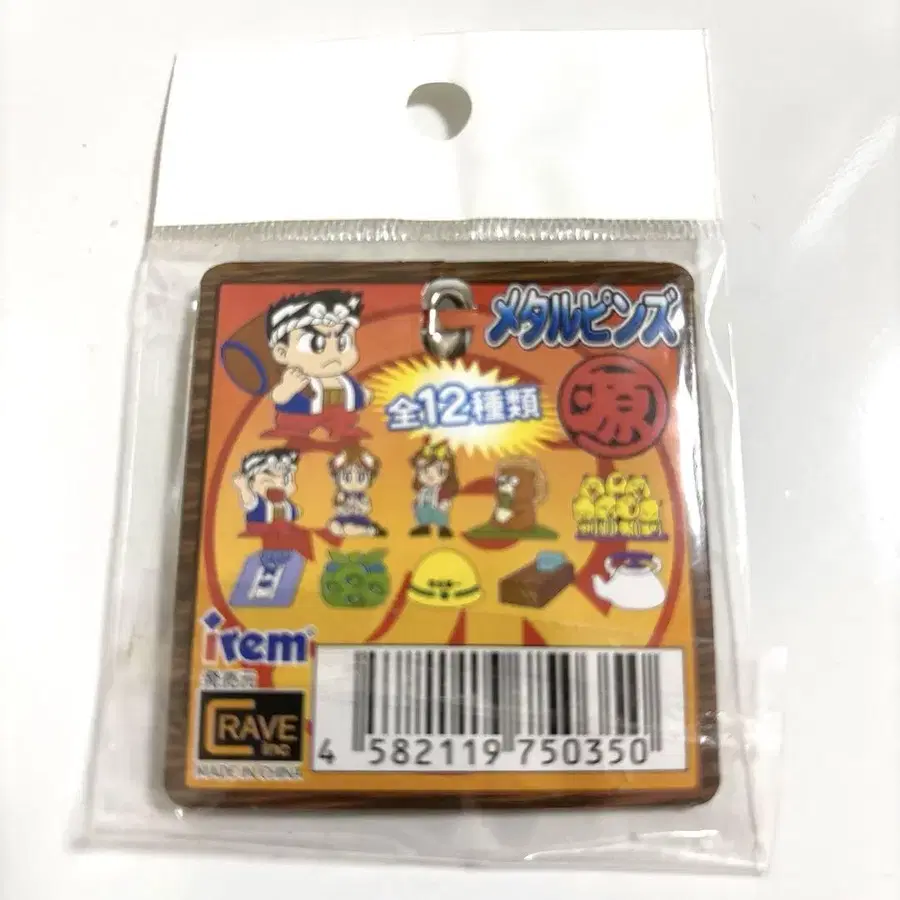 メタルピンズ
全12種類
源
irem
発売元
CRAVE
inc
MADE IN CHINA
4 582119 750350